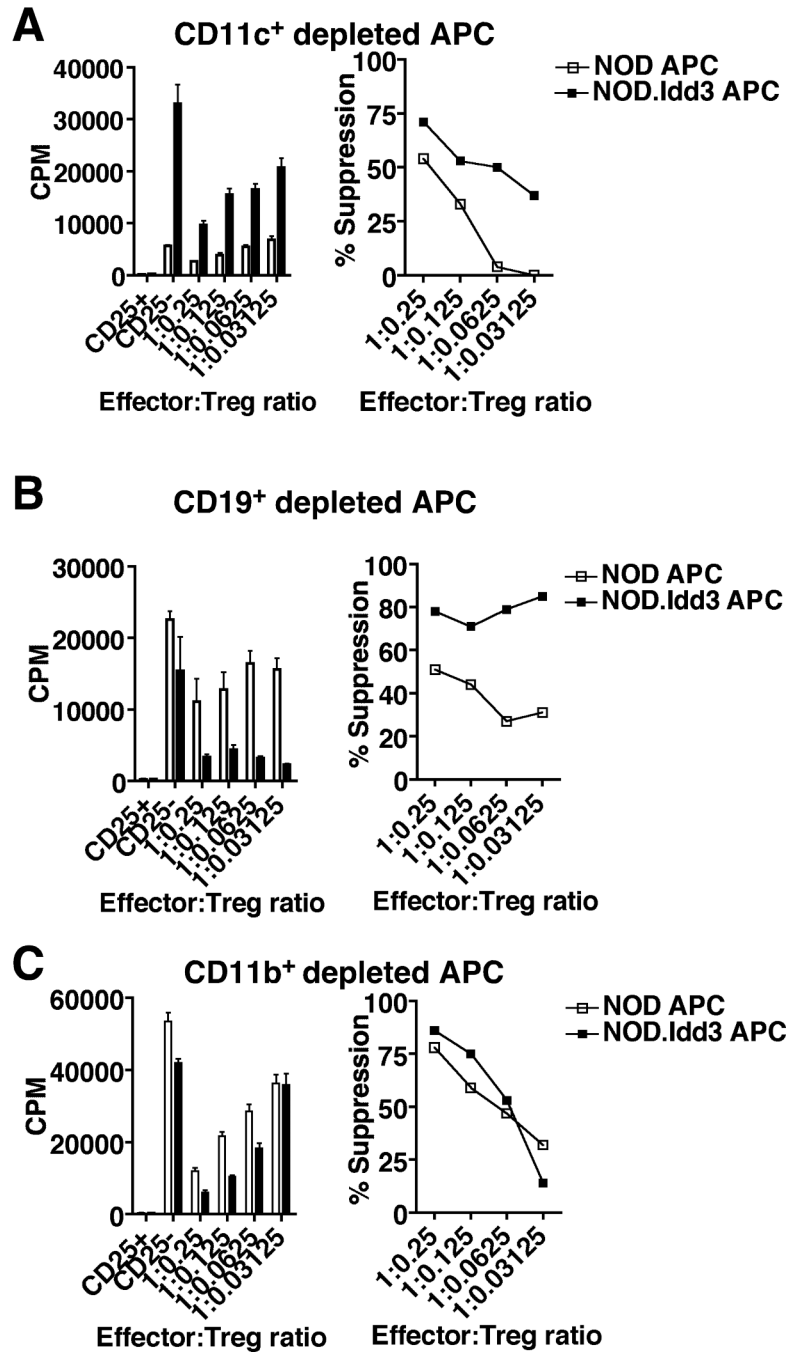 A
CD11c+ depleted APC
40000
30000
20000
10000
0
CPM
CD25+
CD25-
1:0.25
1:0.125
1:0.0625
1:0.03125
Effector:Treg ratio
100
75
50
25
0
% Suppression
1:0.25
1:0.125
1:0.0625
1:0.03125
Effector:Treg ratio
NOD APC
NOD.Idd3 APC
B
CD19+ depleted APC
30000
20000
10000
0
CPM
CD25+
CD25-
1:0.25
1:0.125
1:0.0625
1:0.03125
Effector:Treg ratio
100
80
60
40
20
0
% Suppression
1:0.25
1:0.125
1:0.0625
1:0.03125
Effector:Treg ratio
NOD APC
NOD.Idd3 APC
C
CD11b+ depleted APC
60000
40000
20000
0
CPM
CD25+
CD25-
1:0.25
1:0.125
1:0.0625
1:0.03125
Effector:Treg ratio
100
75
50
25
0
% Suppression
1:0.25
1:0.125
1:0.0625
1:0.03125
Effector:Treg ratio
NOD APC
NOD.Idd3 APC